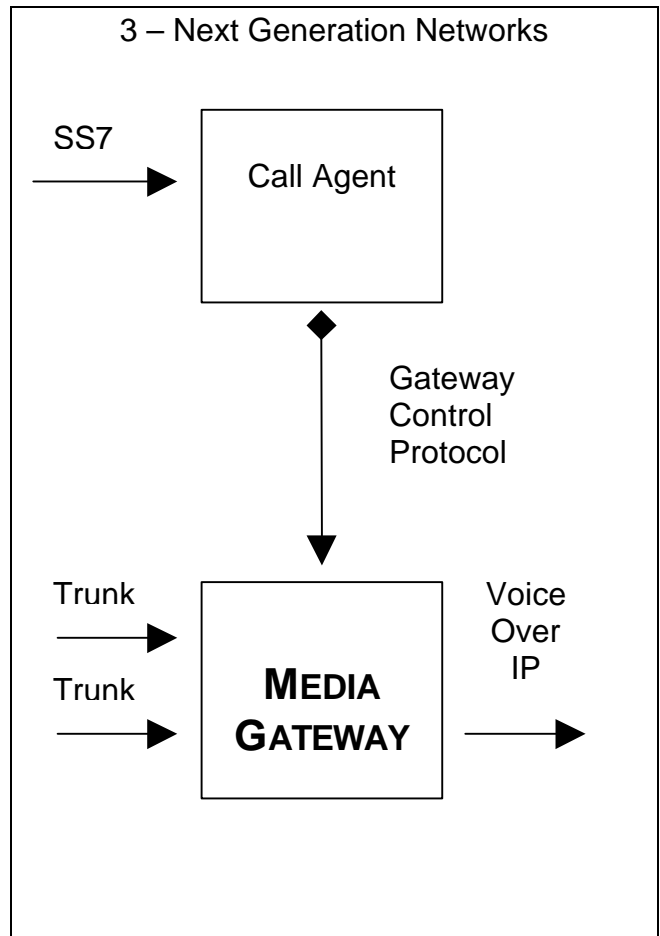 3 – Next Generation Networks
SS7
Call Agent
Gateway
Control
Protocol
Trunk
Trunk
MEDIA
GATEWAY
Voice
Over
IP